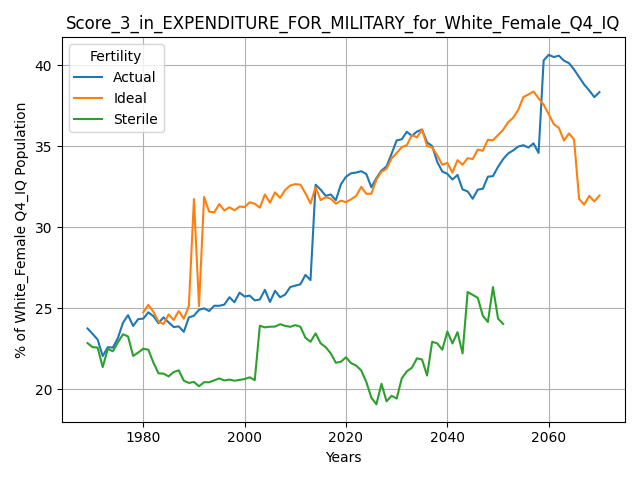 Score_3_in_EXPENDITURE_FOR_MILITARY_for_White_Female_Q4_IQ
Fertility
Actual
Ideal
Sterile
% of White_Female Q4_IQ Population
40
35
30
25
20
1980
2000
2020
2040
2060
Years